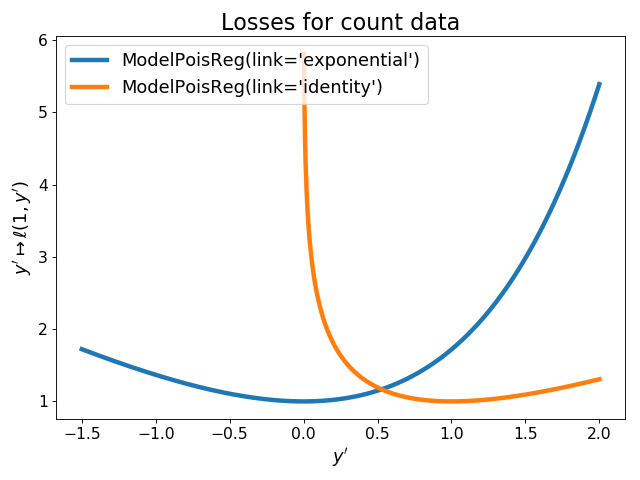 Losses for count data
ModelPoisReg(link='exponential')
ModelPoisReg(link='identity')
y' ↦ ℓ(1, y')
6
5
4
3
2
1
−1.5 −1.0 −0.5 0.0 0.5 1.0 1.5 2.0
y'